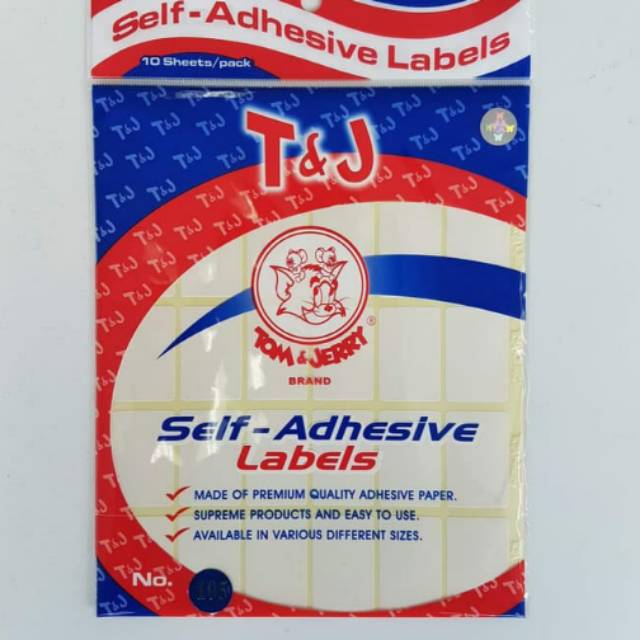 Self-Adhesive Labels
10 Sheets/pack
T&J
TOM & JERRY®
BRAND
Self-Adhesive
Labels
MADE OF PREMIUM QUALITY ADHESIVE PAPER.
SUPREME PRODUCTS AND EASY TO USE.
AVAILABLE IN VARIOUS DIFFERENT SIZES.
No. 105